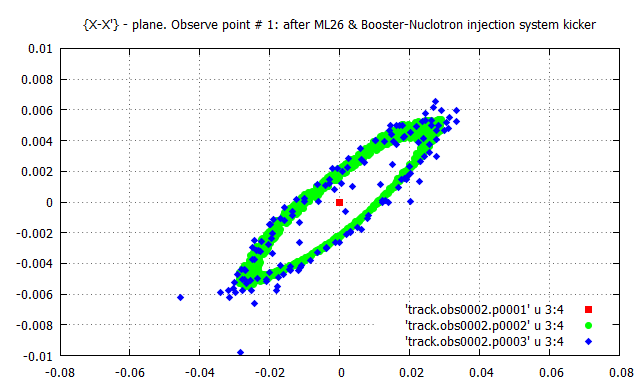 {X-X'} - plane. Observe point # 1: after ML26 & Booster-Nuclotron injection system kicker
0.01
0.008
0.006
0.004
0.002
0
-0.002
-0.004
-0.006
-0.008
-0.01
'track.obs0002.p0001' u 3:4
'track.obs0002.p0002' u 3:4
'track.obs0002.p0003' u 3:4
-0.08 -0.06 -0.04 -0.02 0 0.02 0.04 0.06 0.08